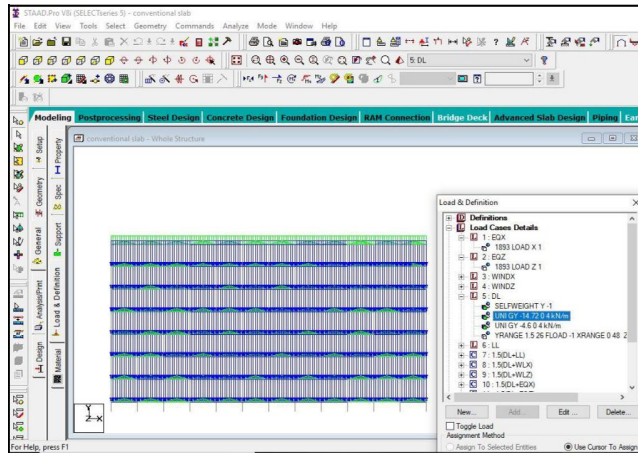 STAAD.Pro V8i (SELECTseries 5) - conventional slab
File Edit View Tools Select Geometry Commands Analyze Mode Window Help
5: DL
Modeling Postprocessing Steel Design Concrete Design Foundation Design RAM Connection Bridge Deck Advanced Slab Design Piping Ear
Setup
Geometry
General
Analysis/Print
Design
Property
Spec
Support
Load & Definition
Material
conventional slab - Whole Structure
Y
Z X
Load & Definition
Definitions
Load Cases Details
1 : EQX
1893 LOAD X 1
2 : EQZ
1893 LOAD Z 1
3 : WINDX
4 : WINDZ
5 : DL
SELFWEIGHT Y -1
UNI GY -14.72 0 4 kN/m
UNI GY -4.6 0 4 kN/m
YRANGE 1.5 26 FLOAD -1 XRANGE 0 48 Z
6 : LL
7 : 1.5(DL+LL)
8 : 1.5(DL+WLX)
9 : 1.5(DL+WLZ)
10 : 1.5(DL+EQX)
New... Add... Edit ... Delete...
Toggle Load
Assignment Method
Assign To Selected Entities Use Cursor To Assign
For Help, press F1